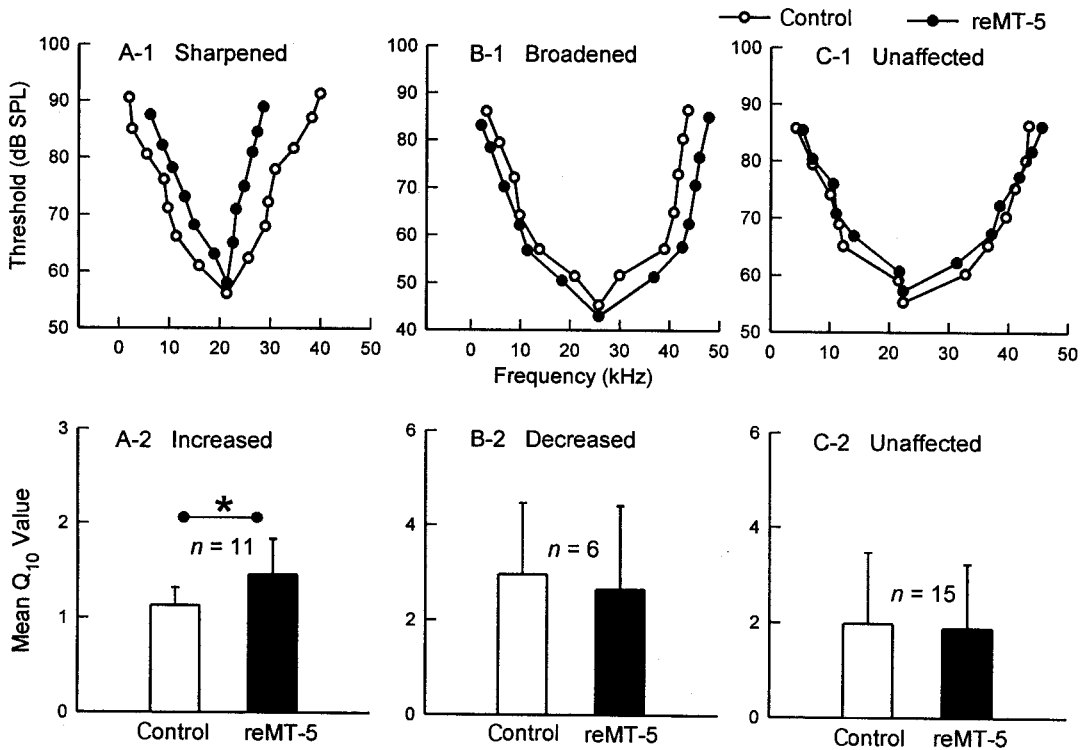 Control reMT-5
A-1 Sharpened
B-1 Broadened
C-1 Unaffected
Threshold (dB SPL)
100
90
80
70
60
50
0 10 20 30 40 50
100
90
80
70
60
50
40
0 10 20 30 40 50
Frequency (kHz)
100
90
80
70
60
50
0 10 20 30 40 50
A-2 Increased
B-2 Decreased
C-2 Unaffected
Mean Q10 Value
3
2
1
0
*
n = 11
Control reMT-5
6
4
2
0
n = 6
Control reMT-5
6
4
2
0
n = 15
Control reMT-5